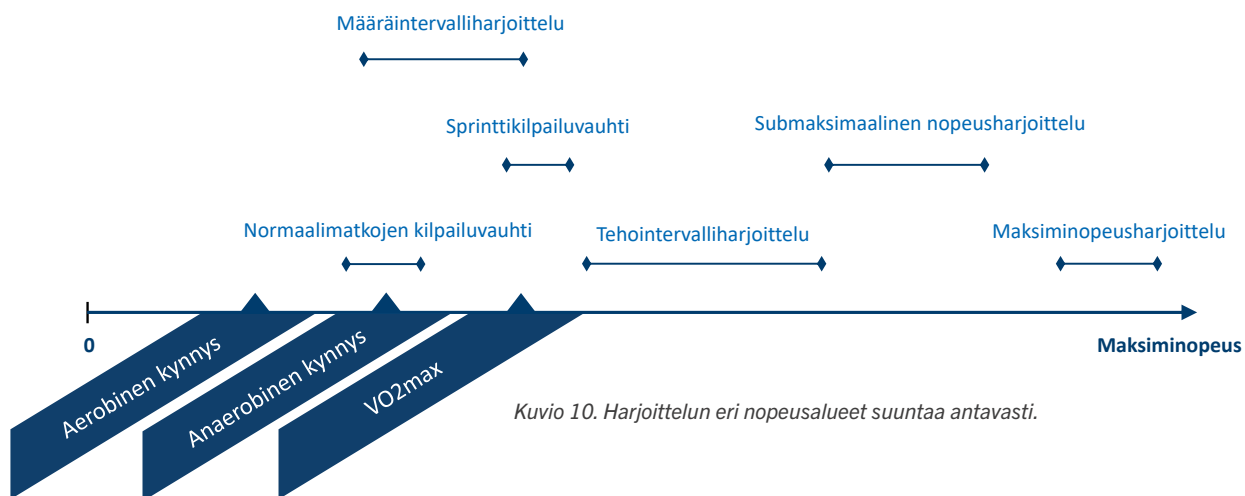 Määräintervalliharjoittelu
Sprinttikilpailuvauhti
Submaksimaalinen nopeusharjoittelu
Normaalimatkojen kilpailuvauhti
Tehointervalliharjoittelu
Maksiminopeusharjoittelu
0
Maksiminopeus
Aerobinen kynnys
Anaerobinen kynnys
VO2max
Kuvio 10. Harjoittelun eri nopeusalueet suuntaa antavasti.